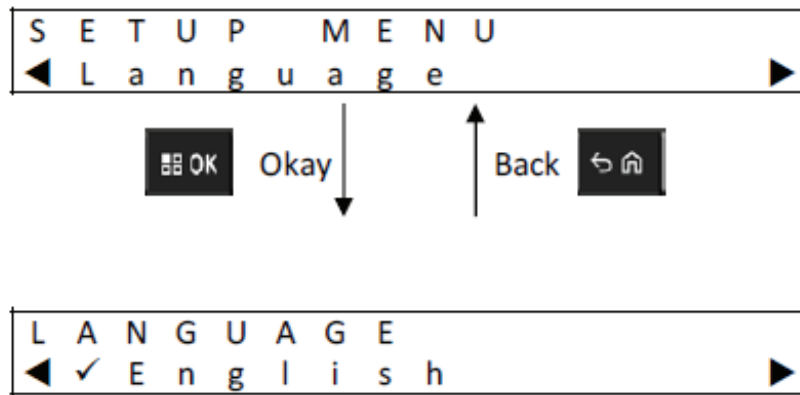 SETUP MENU
◀ Language ▶
OK Okay Back
LANGUAGE
◀ ✓ English ▶